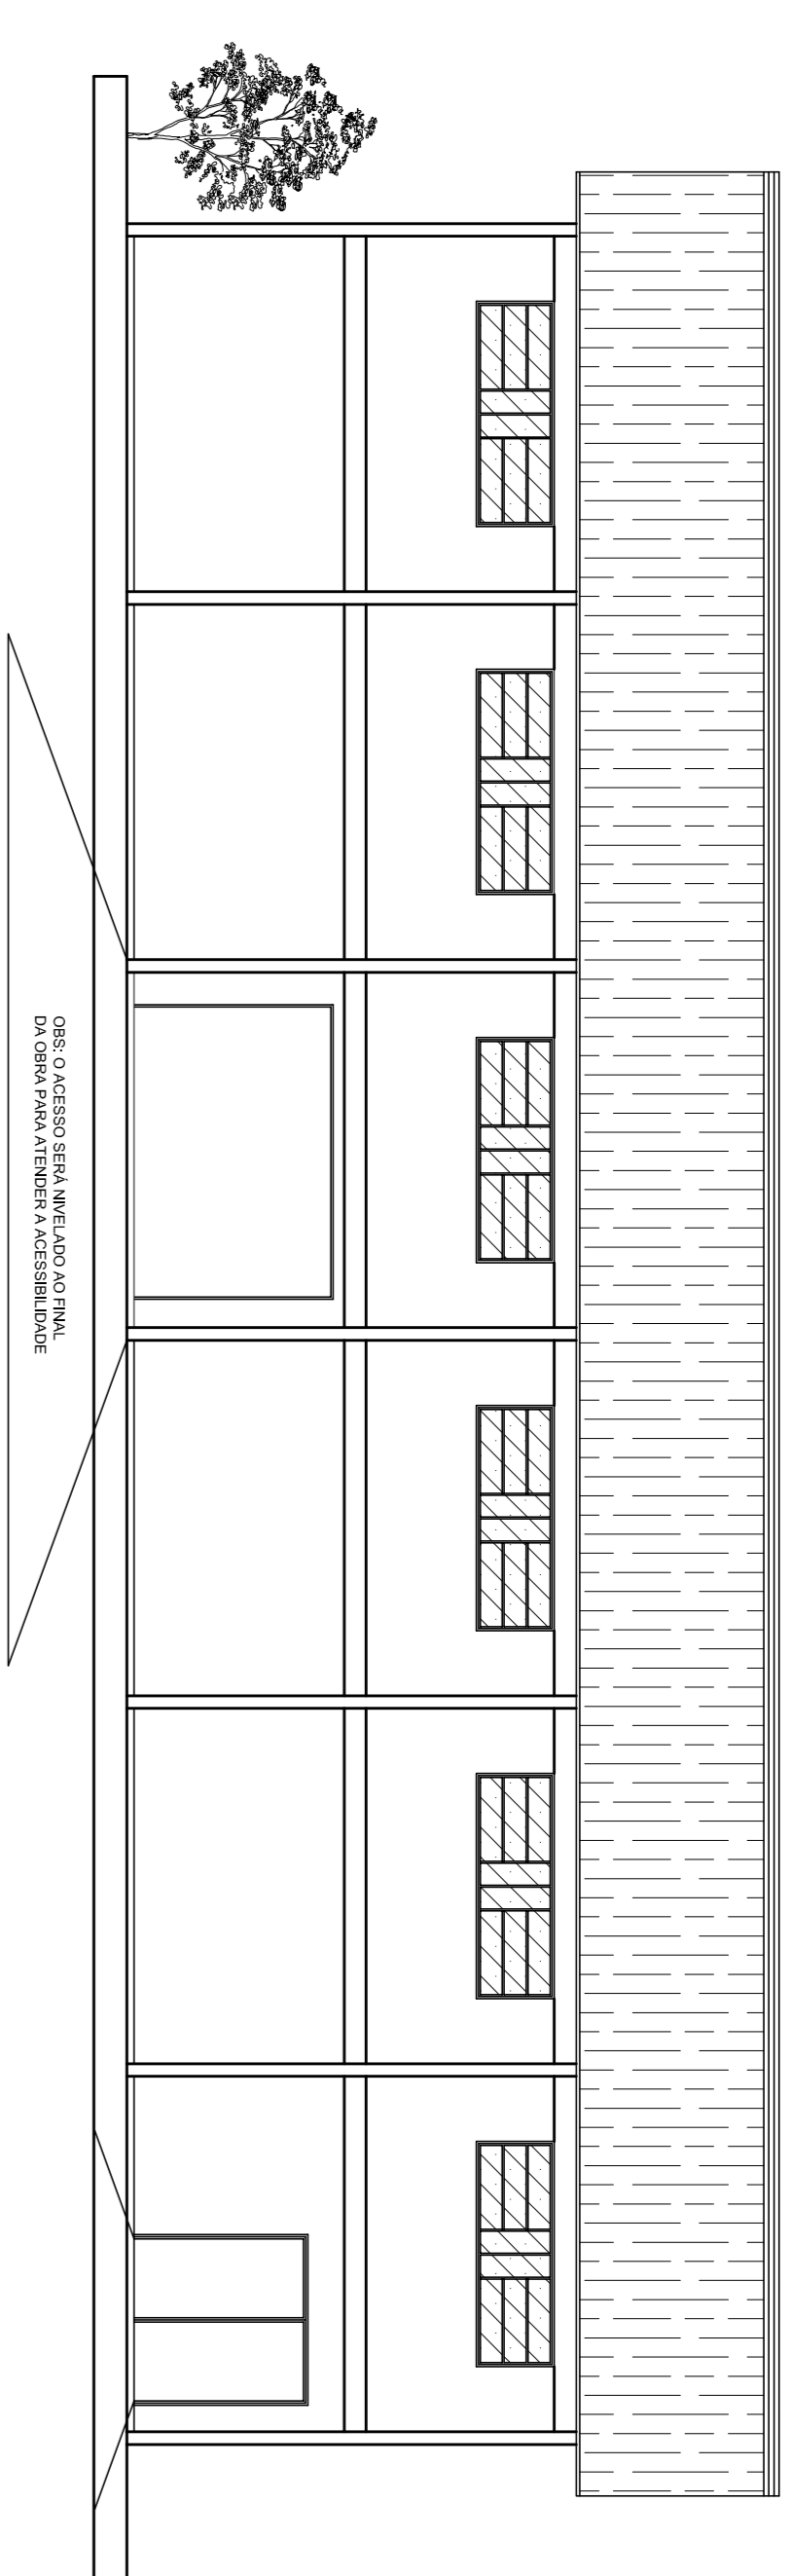 OBS: O ACESSO SERÁ NIVELADO AO FINAL
DA OBRA PARA ATENDER A ACESSIBILIDADE